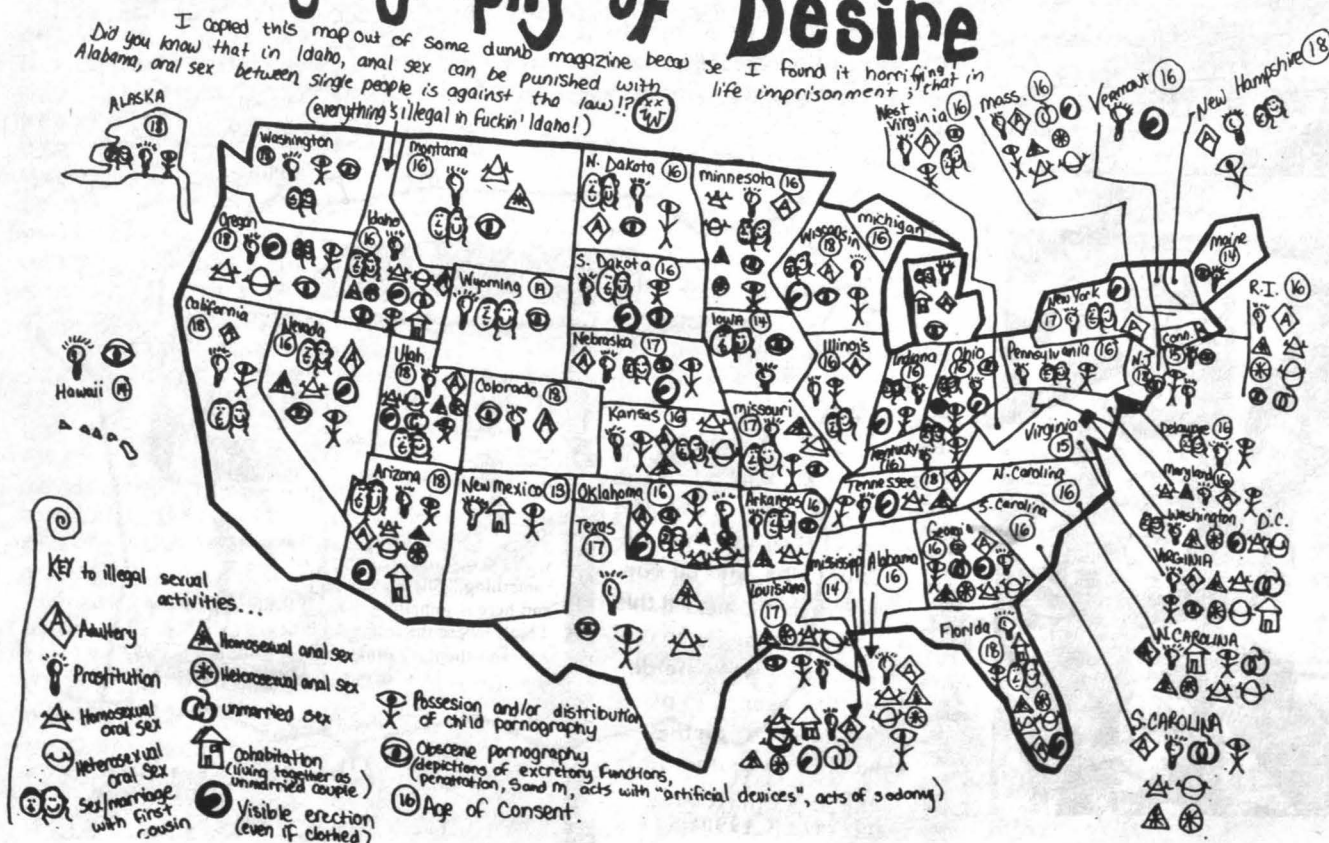 phy of Desire
I copied this map out of some dumb magazine becau se I found it horrifying in
Did you know that in Idaho, anal sex can be punished with life imprisonment; that
Alabama, oral sex between single people is against the law!?
(everything's illegal in fuckin' Idaho!)
ALASKA
18
Washington
Montana
16
N. Dakota 16
Minnesota 16
West Virginia 16
Mass. 16
Vermont 16
New Hampshire 18
Oregon
18
Idaho
16
Wyoming
S. Dakota 16
Wisconsin
18
Michigan
16
Maine
14
R.I. 16
California
18
Nevada
16
Utah
18
Colorado 18
Nebraska 17
Iowa 14
Illinois
16
Indiana
16
Ohio
16
Pennsylvania 16
New York
17
Conn.
15
N.J.
Hawaii
Kansas 16
Missouri
17
Kentucky
(16)
Virginia
15
Delaware 16
Arizona 18
New Mexico
Oklahoma 16
Arkansas 16
Tennessee 18
N. Carolina
16
S. Carolina
16
Maryland 16
Washington, D.C.
Texas
17
Louisiana
17
Mississippi
14
Alabama
16
Georgi
16
Florida
18
VIRGINIA
N. CAROLINA
S. CAROLINA
KEY to illegal sexual
activities...
A Adultery
Prostitution
Homosexual
oral sex
Heterosexual
oral sex
Sex/marriage
with first
cousin
Homosexual anal sex
Heterosexual anal sex
unmarried sex
Cohabitation
(living together as
unmarried couple)
Visible erection
(even if clothed)
Possesion and/or distribution
of child pornography
Obscene pornography
(depictions of excretory functions,
penetration, S and M, acts with "artificial devices", acts of sodomy)
16 Age of Consent